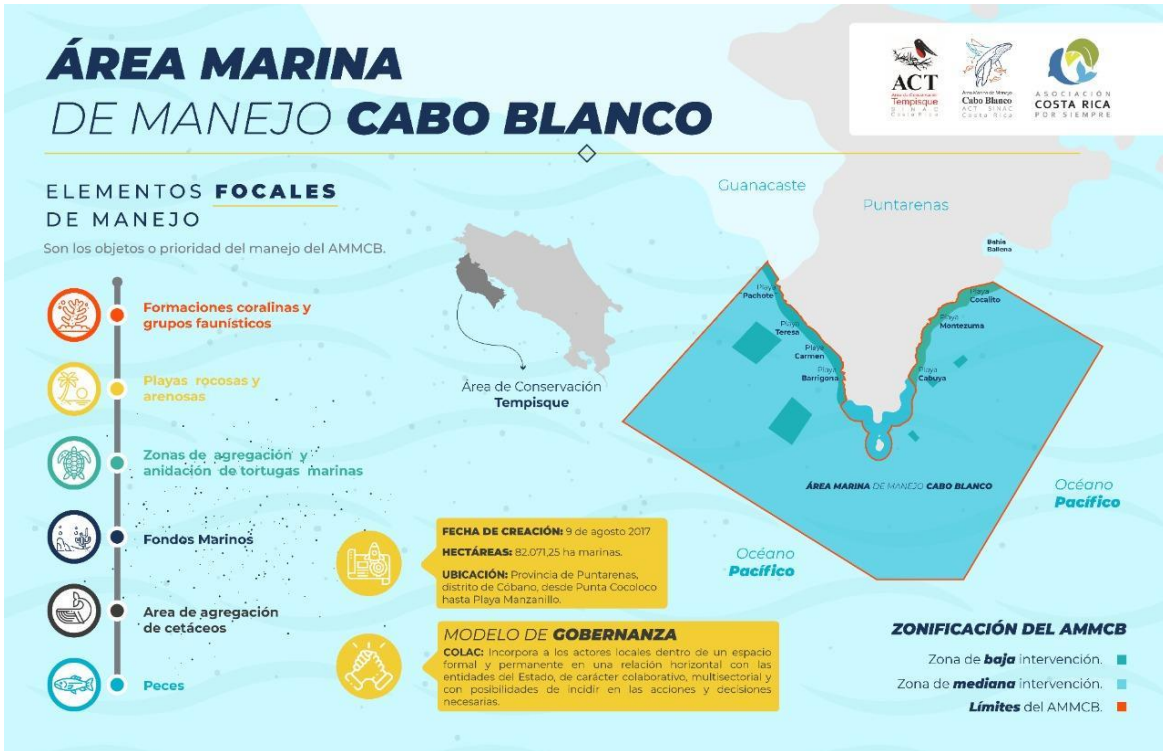 ÁREA MARINA
DE MANEJO CABO BLANCO
ACT
Tempisque
SINAC
Costa Rica
Cabo Blanco
ACT SINAC
Costa Rica
ASOCIACIÓN
COSTA RICA
POR SIEMPRE
ELEMENTOS FOCALES
DE MANEJO
Son los objetos o prioridad del manejo del AMMCB.
Formaciones coralinas y
grupos faunísticos
Playas rocosas y
arenosas
Zonas de agregación y
anidación de tortugas marinas
Fondos Marinos
Area de agregación
de cetáceos
Peces
Área de Conservación
Tempisque
Guanacaste
Puntarenas
Bahía
Ballena
Playa
Pachote
Playa
Teresa
Playa
Carmen
Playa
Barrigona
Playa
Cocalito
Playa
Montezuma
Playa
Cabuya
ÁREA MARINA DE MANEJO CABO BLANCO
Océano
Pacífico
Océano
Pacífico
FECHA DE CREACIÓN: 9 de agosto 2017
HECTÁREAS: 82.071,25 ha marinas.
UBICACIÓN: Provincia de Puntarenas,
distrito de Cóbano, desde Punta Cocoloco
hasta Playa Manzanillo.
MODELO DE GOBERNANZA
COLAC: Incorpora a los actores locales dentro de un espacio
formal y permanente en una relación horizontal con las
entidades del Estado, de carácter colaborativo, multisectorial y
con posibilidades de incidir en las acciones y decisiones
necesarias.
ZONIFICACIÓN DEL AMMCB
Zona de baja intervención.
Zona de mediana intervención.
Límites del AMMCB.